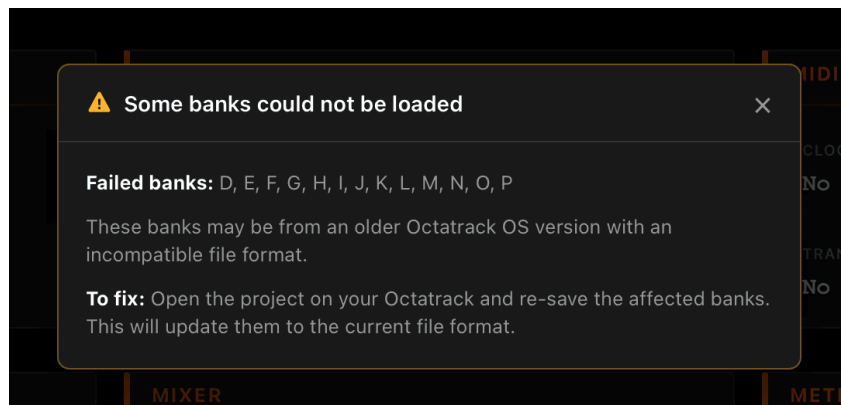 MIDI
Some banks could not be loaded
CLOC
Failed banks: D, E, F, G, H, I, J, K, L, M, N, O, P
No
These banks may be from an older Octatrack OS version with an
incompatible file format.
TRAN
To fix: Open the project on your Octatrack and re-save the affected banks.
No
This will update them to the current file format.
MIXER
METR